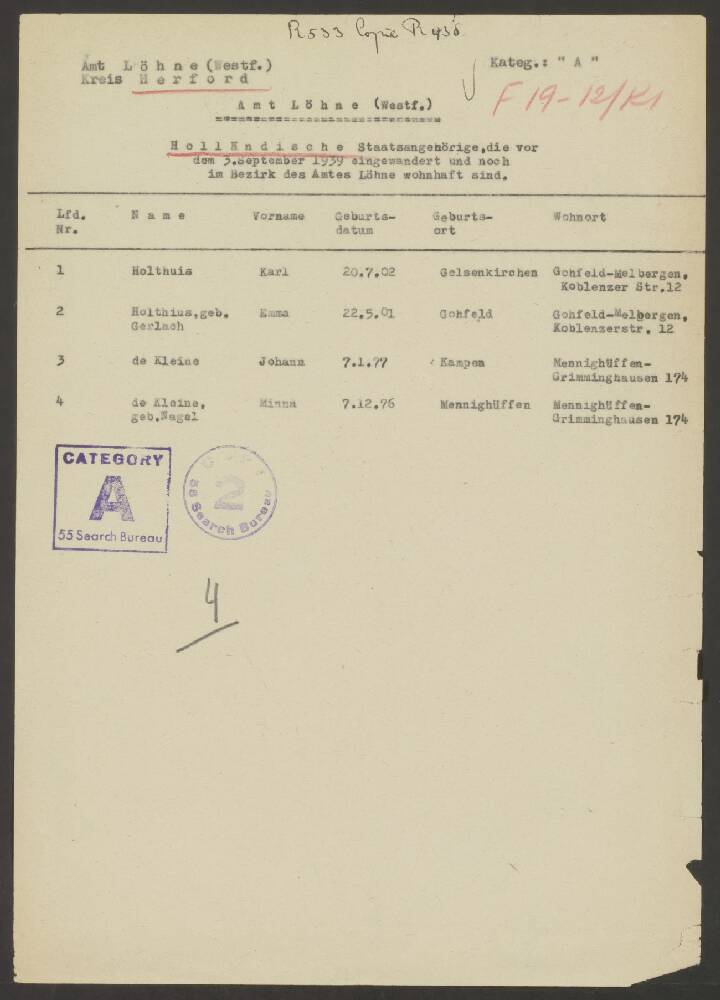 R533 Copie R438
Amt Löhne (Westf.)
Kreis Herford
Kateg.: " A "
F 19-12/K1
Amt Löhne (Westf.)
================================
Holländische Staatsangehörige, die vor
dem 3.September 1939 eingewandert und noch
im Bezirk des Amtes Löhne wohnhaft sind.
Lfd. Name Vorname Geburts- Geburts- Wohnort
Nr. datum ort
1 Holthuis Karl 20.7.02 Gelsenkirchen Gohfeld-Melbergen,
Koblenzer Str.12
2 Holthius,geb. Emma 22.5.01 Gohfeld Gohfeld-Melbergen,
Gerlach Koblenzerstr. 12
3 de Kleine Johann 7.1.77 Kampen Mennighüffen-
Grimminghausen 174
4 de Kleine, Minna 7.12.76 Mennighüffen Mennighüffen-
geb.Nagel Grimminghausen 174
CATEGORY
A
55 Search Bureau
2
55 Search Bureau
4